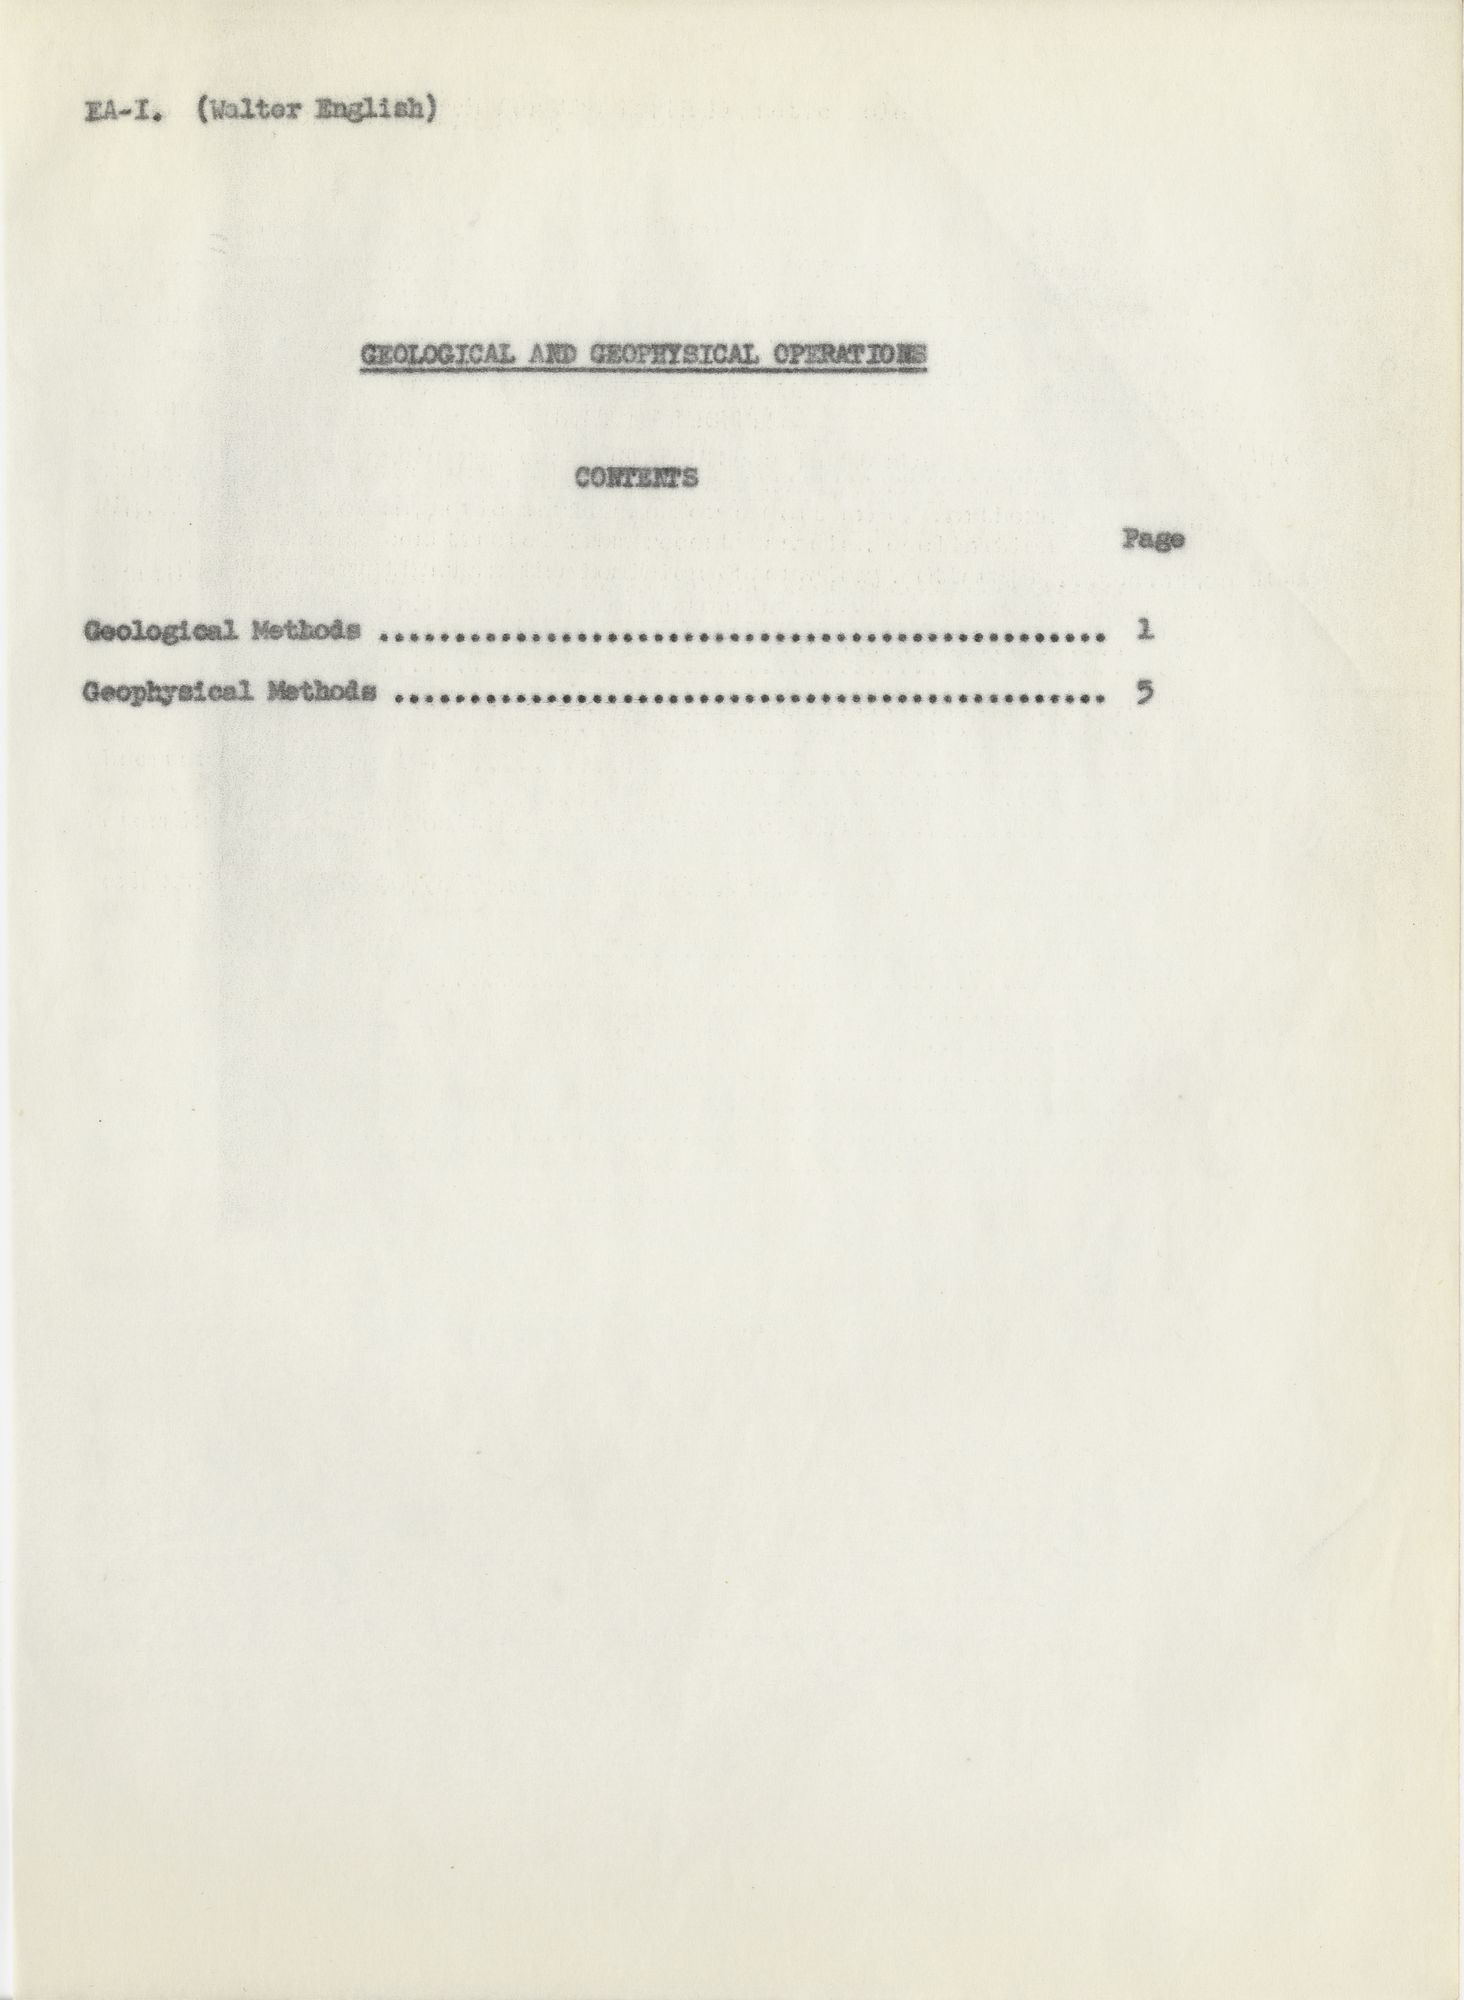 EA-I. (Walter English)
GEOLOGICAL AND GEOPHYSICAL OPERATIONS
CONTENTS
Page
Geological Methods ................................................ 1
Geophysical Methods ............................................... 5